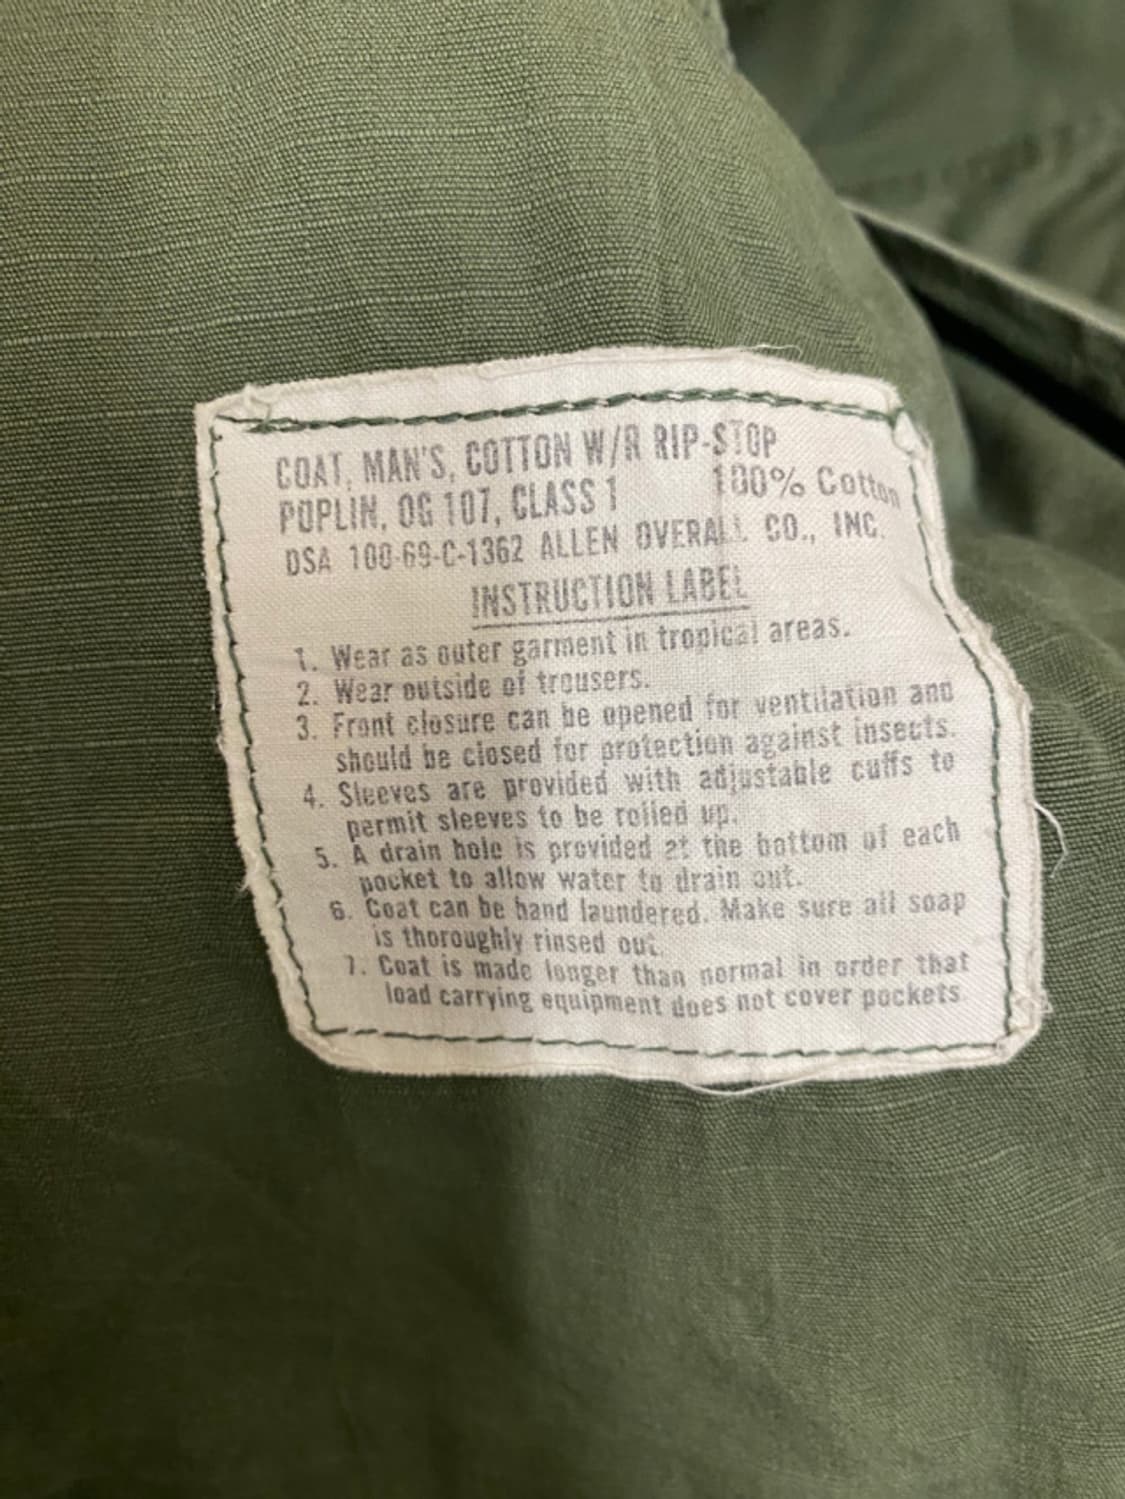 COAT, MAN'S, COTTON W/R RIP-STOP
POPLIN, OG 107, CLASS 1 100% Cotton
DSA 100-69-C-1362 ALLEN OVERALL CO., INC.
INSTRUCTION LABEL
1. Wear as outer garment in tropical areas.
2. Wear outside of trousers.
3. Front closure can be opened for ventilation and
should be closed for protection against insects.
4. Sleeves are provided with adjustable cuffs to
permit sleeves to be rolled up.
5. A drain hole is provided at the bottom of each
pocket to allow water to drain out.
6. Coat can be hand laundered. Make sure all soap
is thoroughly rinsed out.
7. Coat is made longer than normal in order that
load carrying equipment does not cover pockets.